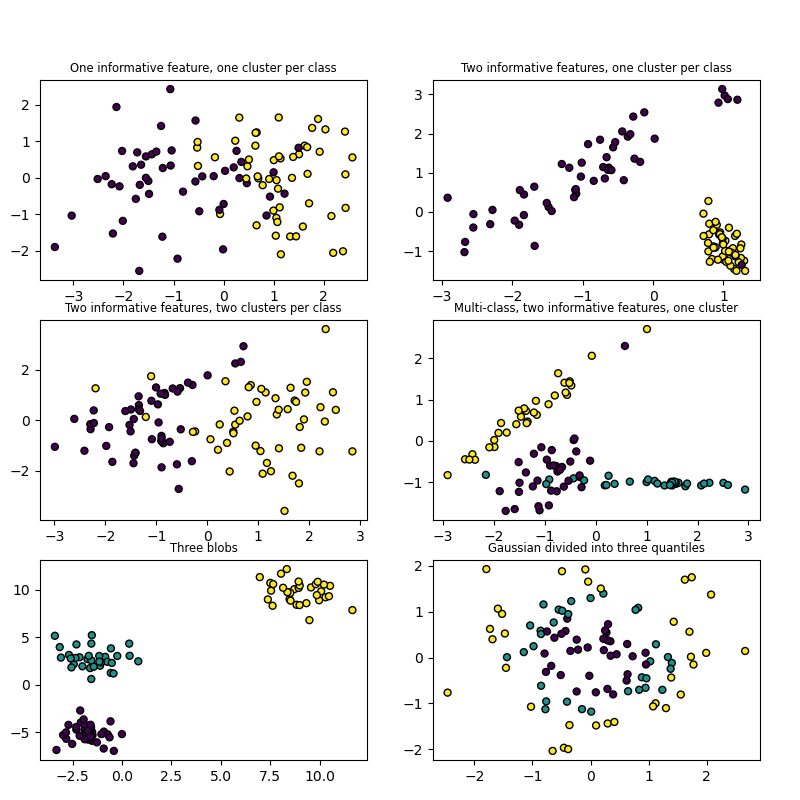 One informative feature, one cluster per class
2
1
0
−1
−2
−3 −2 −1 0 1 2
Two informative features, one cluster per class
3
2
1
0
−1
−3 −2 −1 0 1
Two informative features, two clusters per class
2
0
−2
−3 −2 −1 0 1 2 3
Multi-class, two informative features, one cluster
2
1
0
−1
−3 −2 −1 0 1 2 3
Three blobs
10
5
0
−5
−2.5 0.0 2.5 5.0 7.5 10.0
Gaussian divided into three quantiles
2
1
0
−1
−2
−2 −1 0 1 2